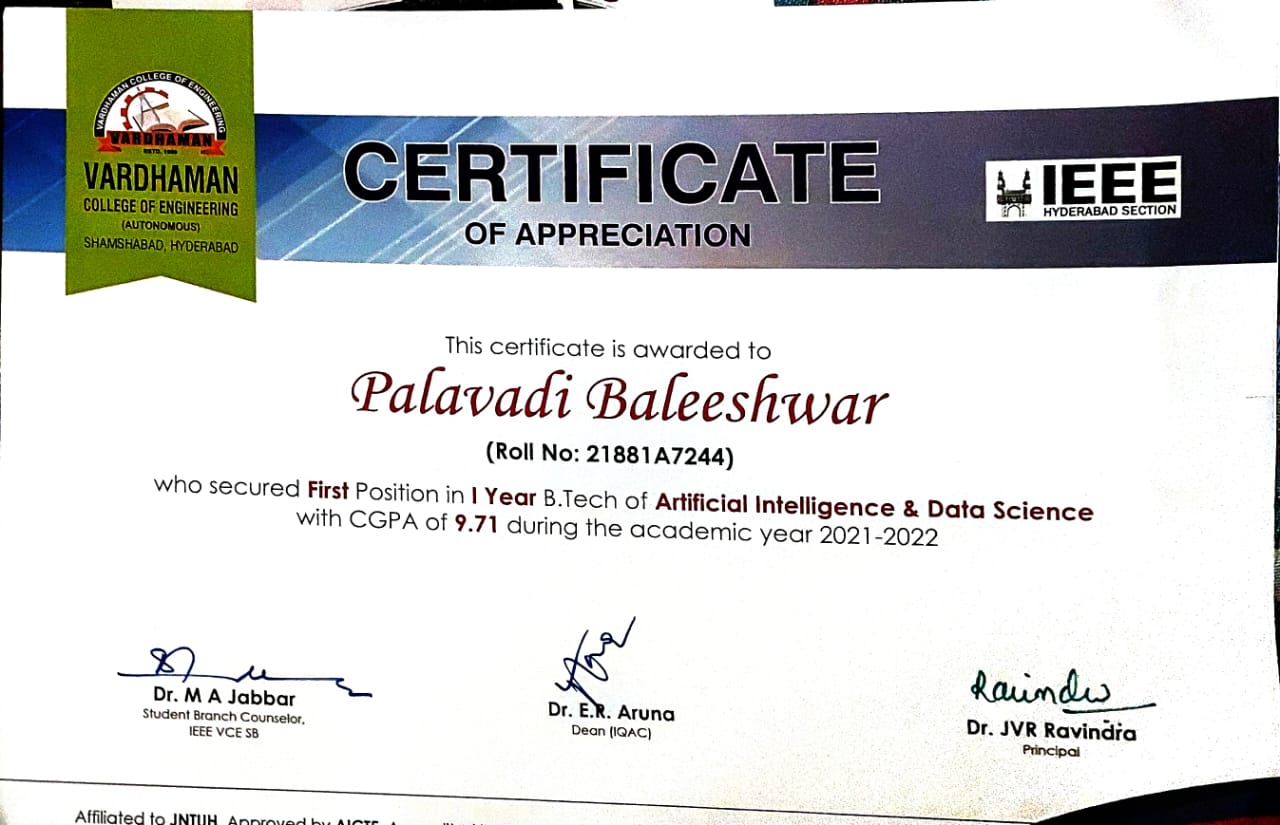 VARDHAMAN COLLEGE OF ENGINEERING
VARDHAMAN
ESTD. 1999
VARDHAMAN
COLLEGE OF ENGINEERING
(AUTONOMOUS)
SHAMSHABAD, HYDERABAD
CERTIFICATE
OF APPRECIATION
IEEE
HYDERABAD SECTION
This certificate is awarded to
Palavadi Baleeshwar
(Roll No: 21881A7244)
who secured First Position in I Year B.Tech of Artificial Intelligence & Data Science
with CGPA of 9.71 during the academic year 2021-2022
Dr. M A Jabbar
Student Branch Counselor,
IEEE VCE SB
Dr. E.R. Aruna
Dean (IQAC)
Ravindra
Dr. JVR Ravindra
Principal
Affiliated to JNTUH, Approved by AICTE,